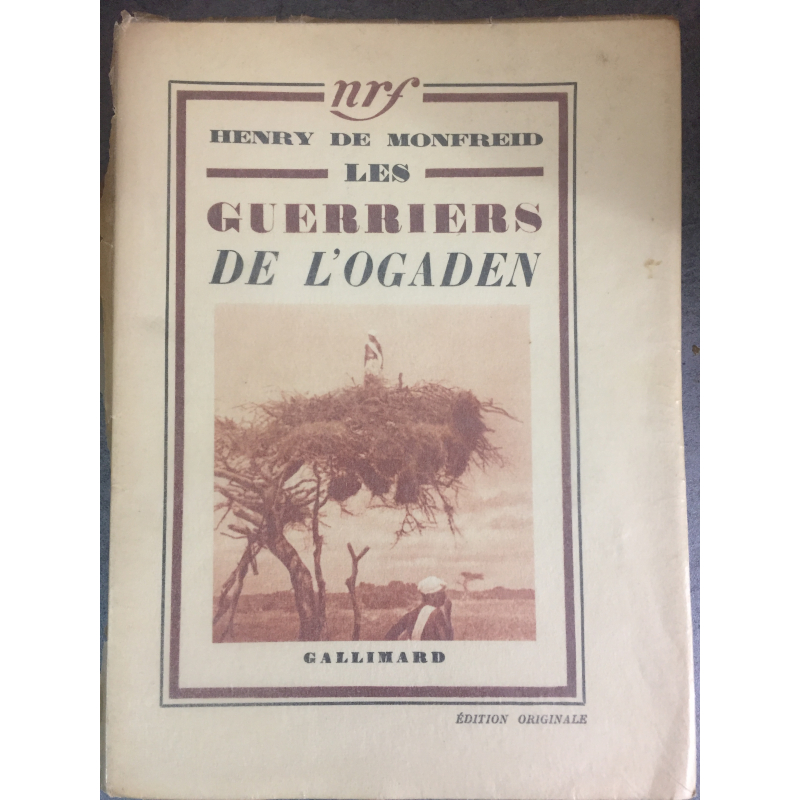 nrf
HENRY DE MONFREID
LES
GUERRIERS
DE L'OGADEN
GALLIMARD
ÉDITION ORIGINALE